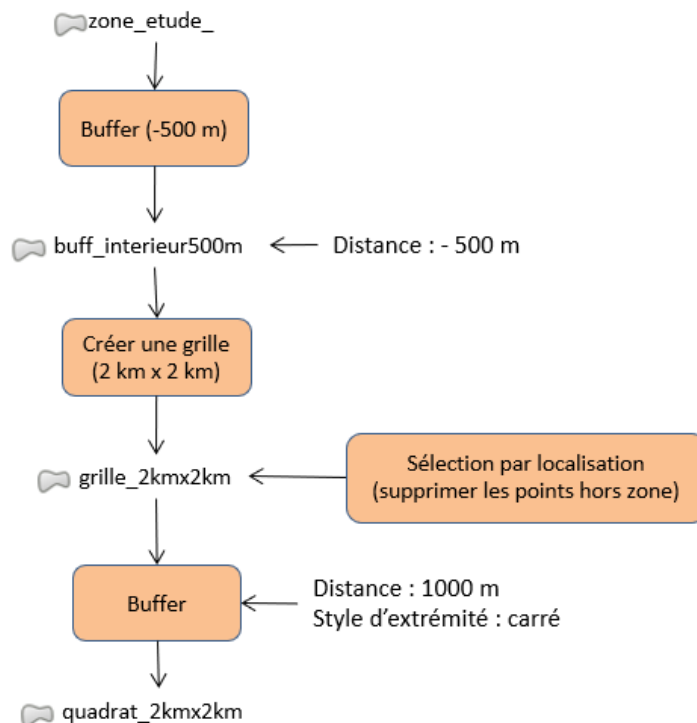 zone_etude_
Buffer (-500 m)
buff_interieur500m
Distance : - 500 m
Créer une grille
(2 km x 2 km)
grille_2kmx2km
Sélection par localisation
(supprimer les points hors zone)
Buffer
Distance : 1000 m
Style d’extrémité : carré
quadrat_2kmx2km